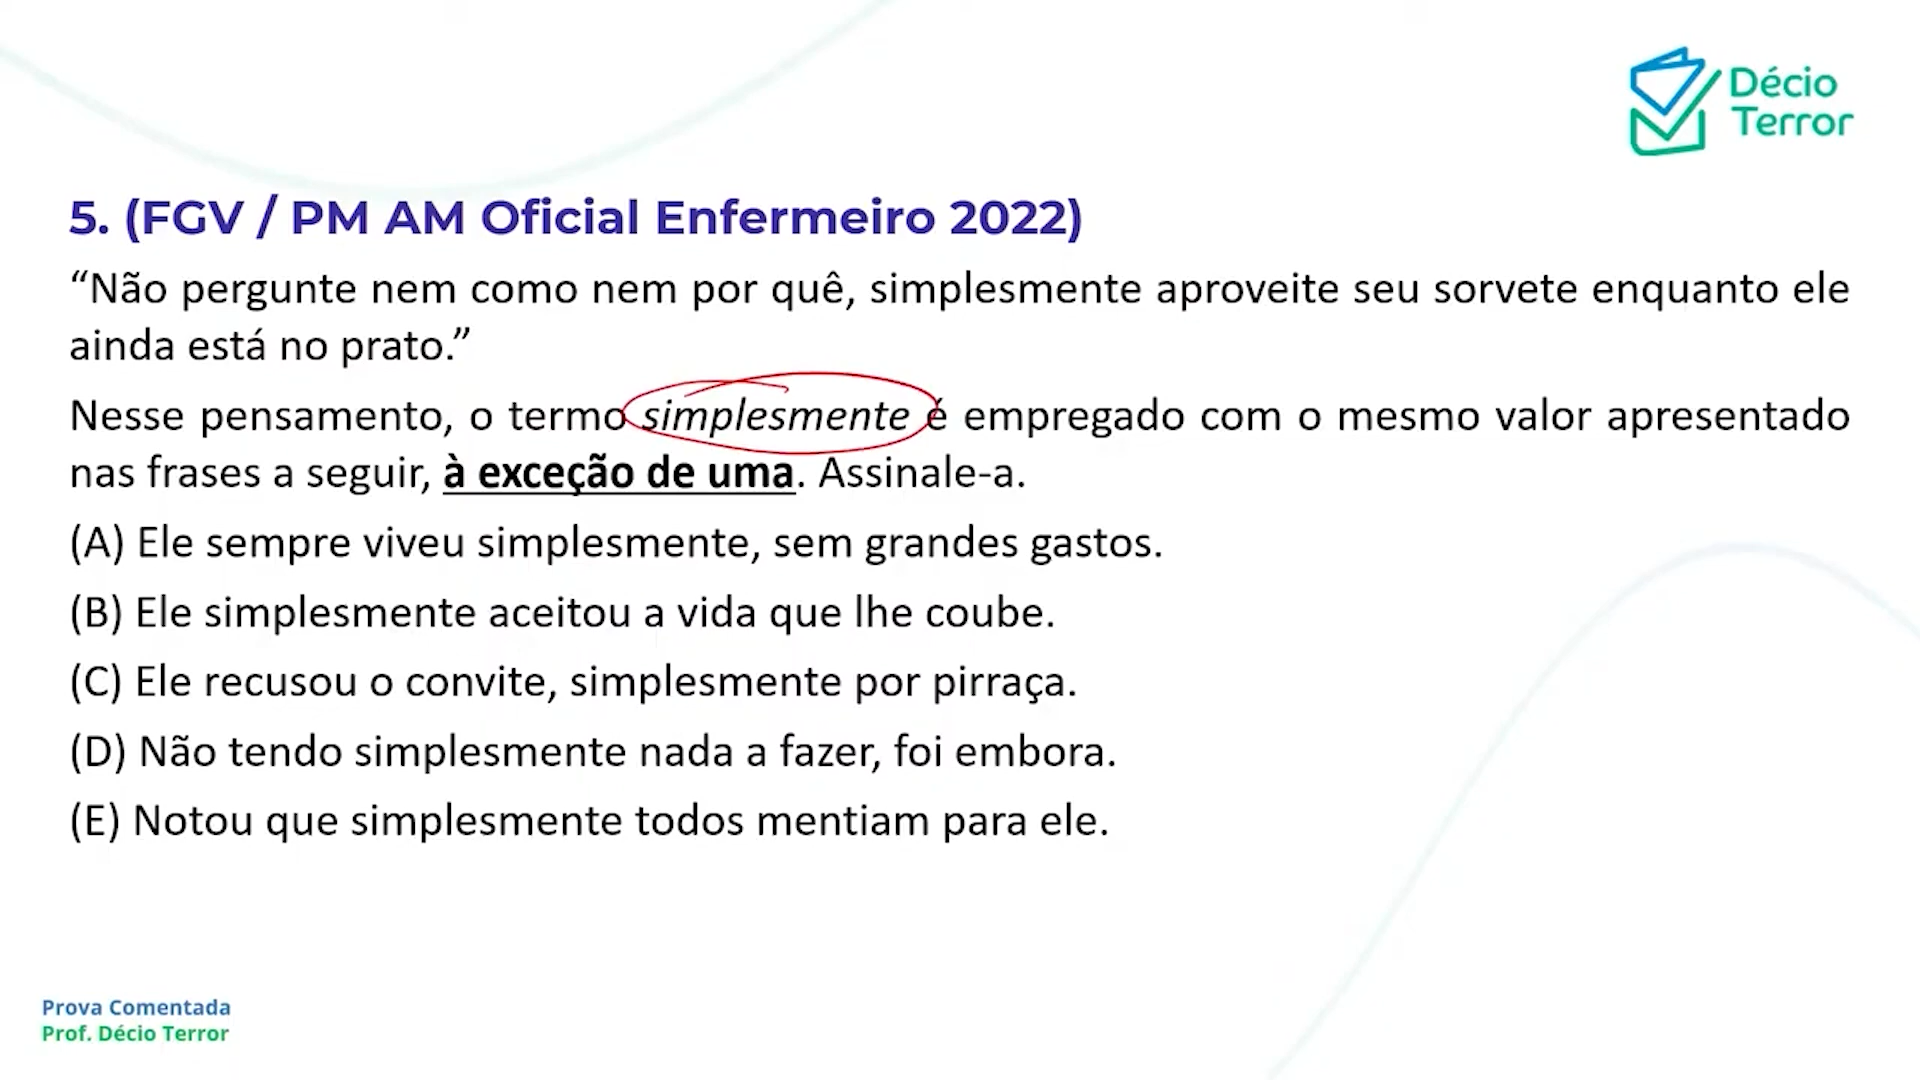 Décio
Terror
5. (FGV / PM AM Oficial Enfermeiro 2022)
“Não pergunte nem como nem por quê, simplesmente aproveite seu sorvete enquanto ele
ainda está no prato.”
Nesse pensamento, o termo simplesmente é empregado com o mesmo valor apresentado
nas frases a seguir, à exceção de uma. Assinale-a.
(A) Ele sempre viveu simplesmente, sem grandes gastos.
(B) Ele simplesmente aceitou a vida que lhe coube.
(C) Ele recusou o convite, simplesmente por pirraça.
(D) Não tendo simplesmente nada a fazer, foi embora.
(E) Notou que simplesmente todos mentiam para ele.
Prova Comentada
Prof. Décio Terror